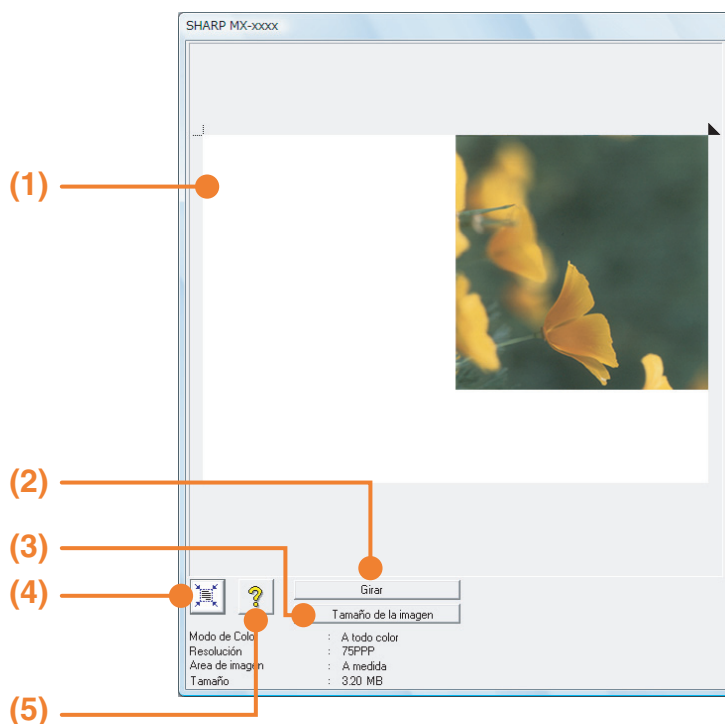 SHARP MX-xxxx
(1)
(2)
(3)
(4)
(5)
Girar
Tamaño de la imagen
Modo de Color : A todo color
Resolución : 75PPP
Area de imagen : A medida
Tamaño : 3.20 MB